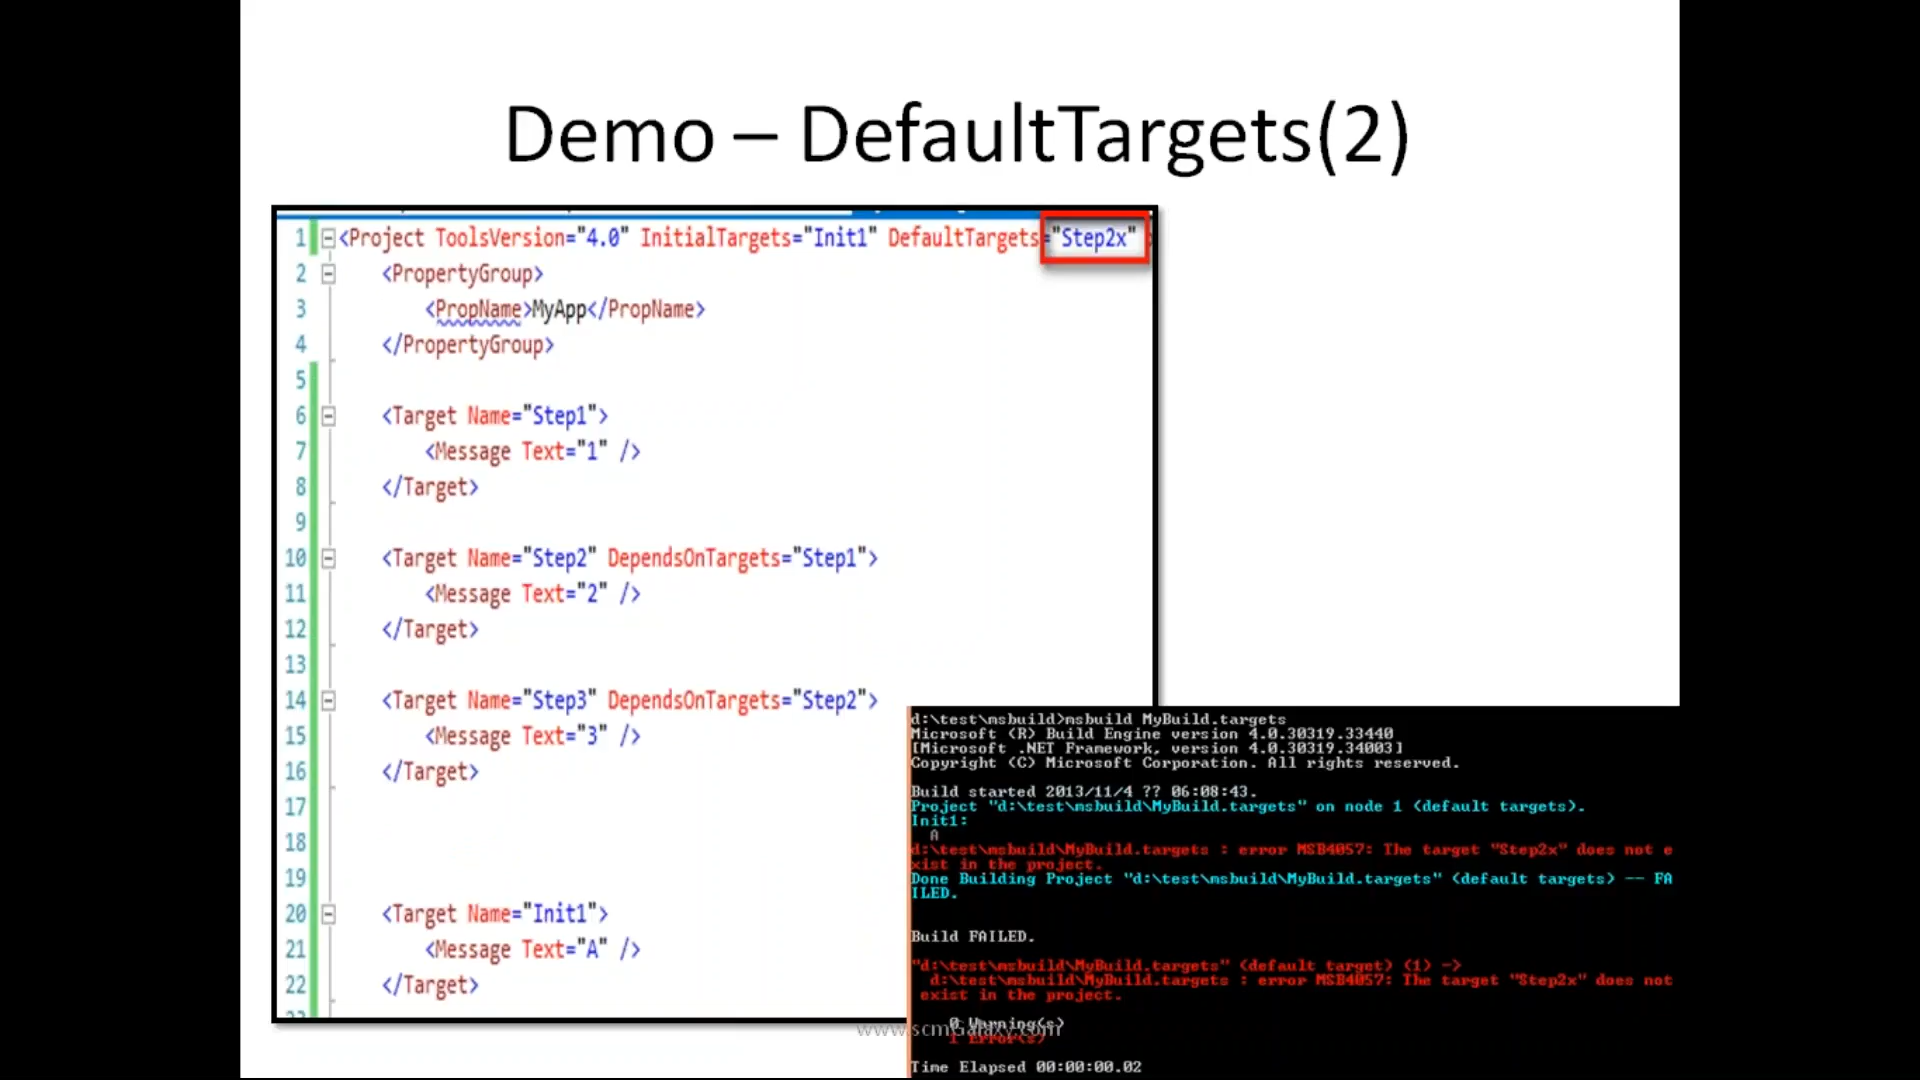 Demo – DefaultTargets(2)
1 <Project ToolsVersion="4.0" InitialTargets="Init1" DefaultTargets="Step2x"
2 <PropertyGroup>
3 <PropName>MyApp</PropName>
4 </PropertyGroup>
5
6 <Target Name="Step1">
7 <Message Text="1" />
8 </Target>
9
10 <Target Name="Step2" DependsOnTargets="Step1">
11 <Message Text="2" />
12 </Target>
13
14 <Target Name="Step3" DependsOnTargets="Step2">
15 <Message Text="3" />
16 </Target>
17
18
19
20 <Target Name="Init1">
21 <Message Text="A" />
22 </Target>
d:\test\msbuild>msbuild MyBuild.targets
Microsoft (R) Build Engine version 4.0.30319.33440
[Microsoft .NET Framework, version 4.0.30319.34003]
Copyright (C) Microsoft Corporation. All rights reserved.
Build started 2013/11/4 ?? 06:08:43.
Project "d:\test\msbuild\MyBuild.targets" on node 1 (default targets).
Init1:
A
d:\test\msbuild\MyBuild.targets : error MSB4057: The target "Step2x" does not e
xist in the project.
Done Building Project "d:\test\msbuild\MyBuild.targets" (default targets) -- FA
ILED.
Build FAILED.
"d:\test\msbuild\MyBuild.targets" (default target) (1) ->
d:\test\msbuild\MyBuild.targets : error MSB4057: The target "Step2x" does not
exist in the project.
0 Warning(s)
1 Error(s)
Time Elapsed 00:00:00.02
www.scmGalaxy.com